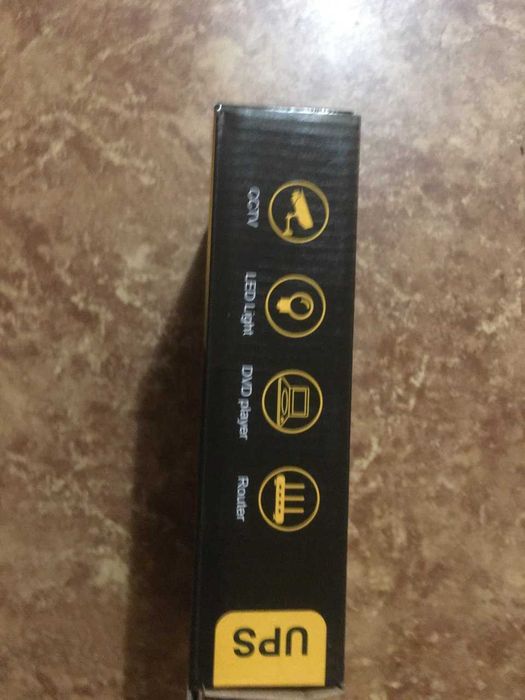 CCTV
LED Light
DVD player
Router
UPS